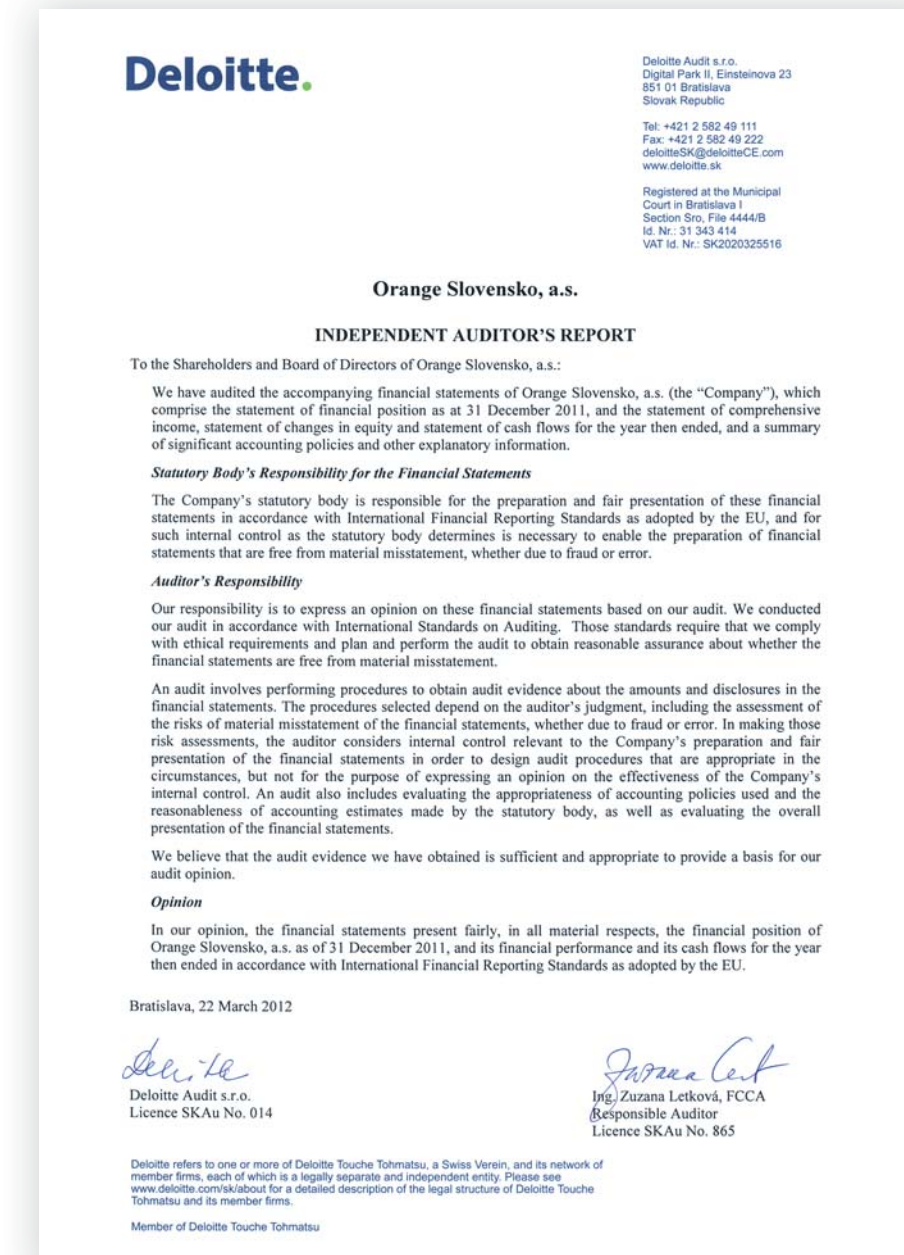 Deloitte.
Deloitte Audit s.r.o.
Digital Park II, Einsteinova 23
851 01 Bratislava
Slovak Republic
Tel: +421 2 582 49 111
Fax: +421 2 582 49 222
deloitteSK@deloitteCE.com
www.deloitte.sk
Registered at the Municipal
Court in Bratislava I
Section Sro, File 4444/B
Id. Nr.: 31 343 414
VAT Id. Nr.: SK2020325516
Orange Slovensko, a.s.
INDEPENDENT AUDITOR'S REPORT
To the Shareholders and Board of Directors of Orange Slovensko, a.s.:
We have audited the accompanying financial statements of Orange Slovensko, a.s. (the “Company”), which
comprise the statement of financial position as at 31 December 2011, and the statement of comprehensive
income, statement of changes in equity and statement of cash flows for the year then ended, and a summary
of significant accounting policies and other explanatory information.
Statutory Body's Responsibility for the Financial Statements
The Company's statutory body is responsible for the preparation and fair presentation of these financial
statements in accordance with International Financial Reporting Standards as adopted by the EU, and for
such internal control as the statutory body determines is necessary to enable the preparation of financial
statements that are free from material misstatement, whether due to fraud or error.
Auditor's Responsibility
Our responsibility is to express an opinion on these financial statements based on our audit. We conducted
our audit in accordance with International Standards on Auditing. Those standards require that we comply
with ethical requirements and plan and perform the audit to obtain reasonable assurance about whether the
financial statements are free from material misstatement.
An audit involves performing procedures to obtain audit evidence about the amounts and disclosures in the
financial statements. The procedures selected depend on the auditor's judgment, including the assessment of
the risks of material misstatement of the financial statements, whether due to fraud or error. In making those
risk assessments, the auditor considers internal control relevant to the Company's preparation and fair
presentation of the financial statements in order to design audit procedures that are appropriate in the
circumstances, but not for the purpose of expressing an opinion on the effectiveness of the Company's
internal control. An audit also includes evaluating the appropriateness of accounting policies used and the
reasonableness of accounting estimates made by the statutory body, as well as evaluating the overall
presentation of the financial statements.
We believe that the audit evidence we have obtained is sufficient and appropriate to provide a basis for our
audit opinion.
Opinion
In our opinion, the financial statements present fairly, in all material respects, the financial position of
Orange Slovensko, a.s. as of 31 December 2011, and its financial performance and its cash flows for the year
then ended in accordance with International Financial Reporting Standards as adopted by the EU.
Bratislava, 22 March 2012
Deloitte Audit s.r.o.
Licence SKAu No. 014
Ing. Zuzana Letková, FCCA
Responsible Auditor
Licence SKAu No. 865
Deloitte refers to one or more of Deloitte Touche Tohmatsu, a Swiss Verein, and its network of
member firms, each of which is a legally separate and independent entity. Please see
www.deloitte.com/sk/about for a detailed description of the legal structure of Deloitte Touche
Tohmatsu and its member firms.
Member of Deloitte Touche Tohmatsu